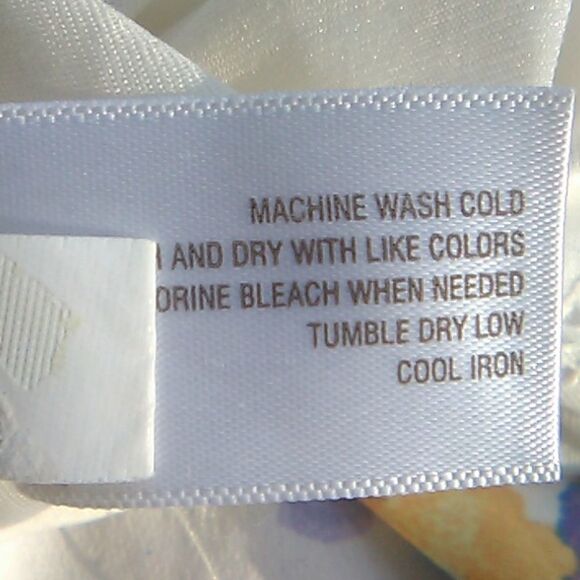 MACHINE WASH COLD
AND DRY WITH LIKE COLORS
BLEACH WHEN NEEDED
TUMBLE DRY LOW
COOL IRON